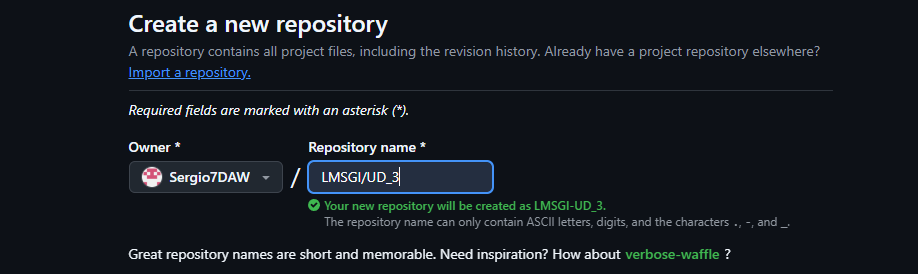 Create a new repository
A repository contains all project files, including the revision history. Already have a project repository elsewhere?
Import a repository.
Required fields are marked with an asterisk (*).
Owner * Repository name *
Sergio7DAW / LMSGI/UD_3
Your new repository will be created as LMSGI-UD_3.
The repository name can only contain ASCII letters, digits, and the characters ., -, and _.
Great repository names are short and memorable. Need inspiration? How about verbose-waffle ?